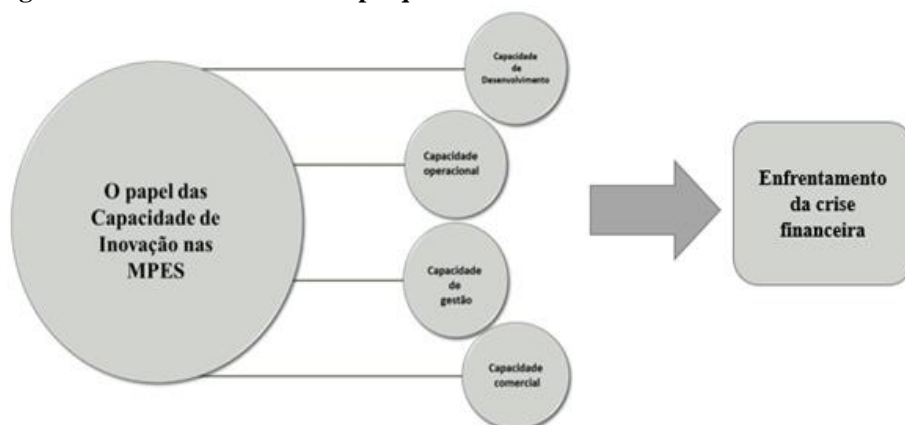 Capacidade
de
Desenvolvimento
Capacidade
operacional
O papel das
Capacidade de
Inovação nas
MPES
Capacidade
de
gestão
Capacidade
comercial
Enfrentamento
da crise
financeira